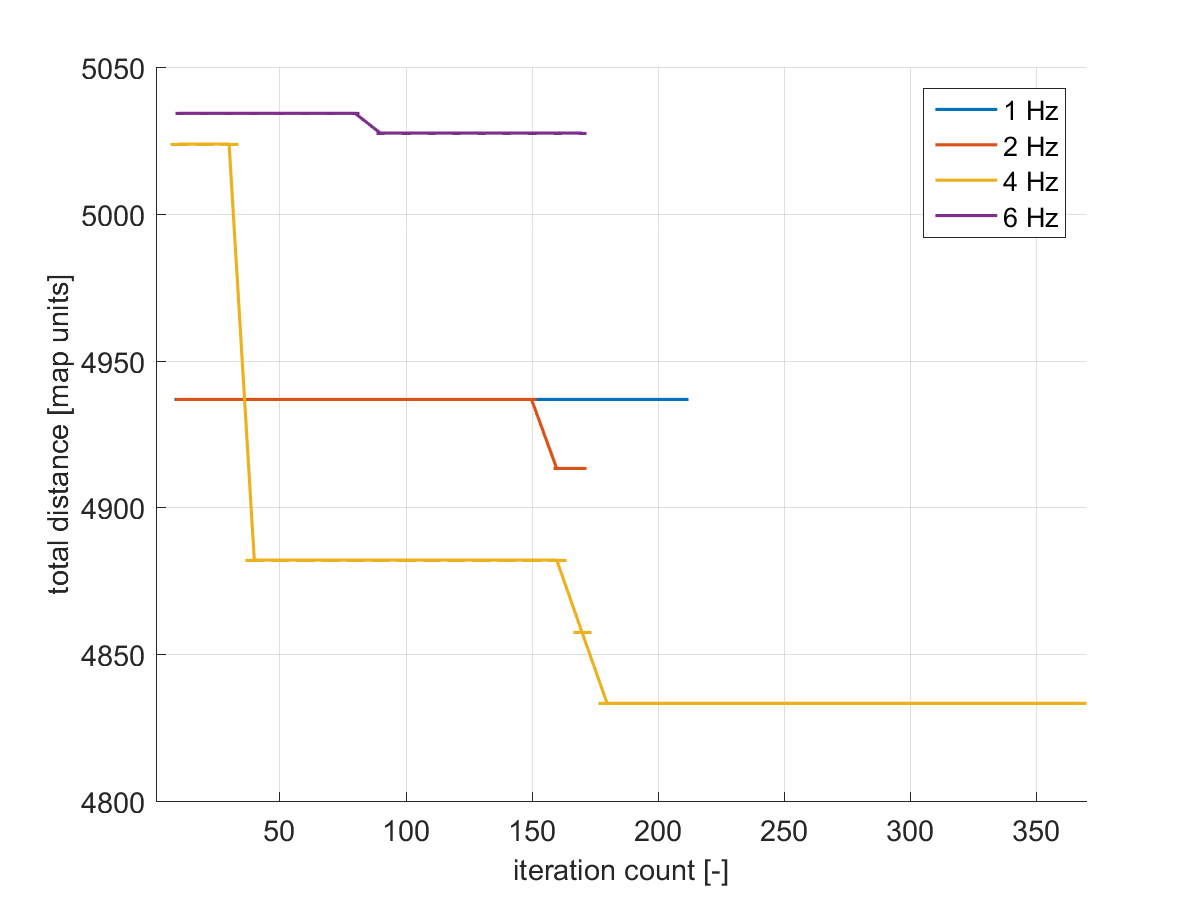 5050
5000
4950
4900
4850
4800
total distance [map units]
50 100 150 200 250 300 350
iteration count [-]
1 Hz
2 Hz
4 Hz
6 Hz